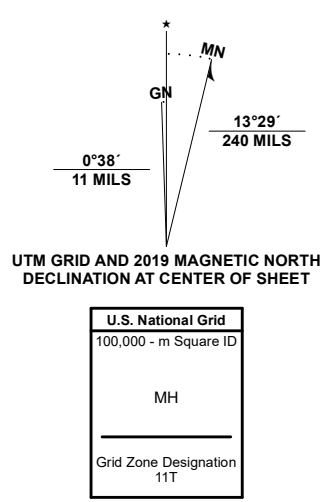 ★
MN
GN
13°29´
240 MILS
0°38´
11 MILS
UTM GRID AND 2019 MAGNETIC NORTH
DECLINATION AT CENTER OF SHEET
U.S. National Grid
100,000 - m Square ID
MH
Grid Zone Designation
11T